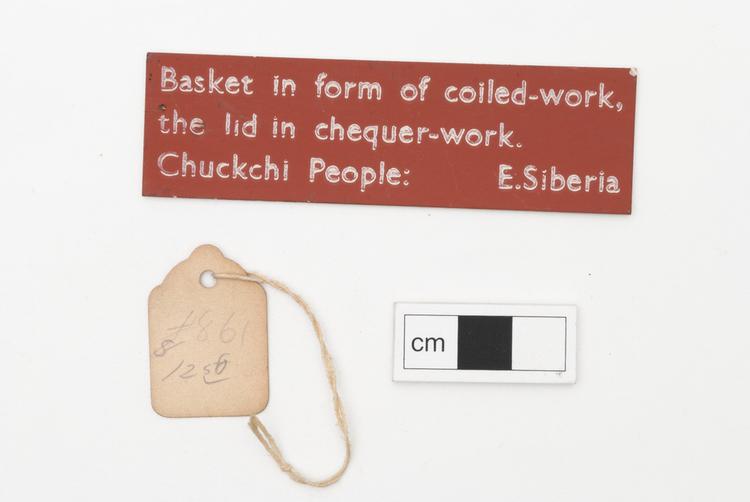 Basket in form of coiled-work,
the lid in chequer-work.
Chuckchi People: E.Siberia
cm